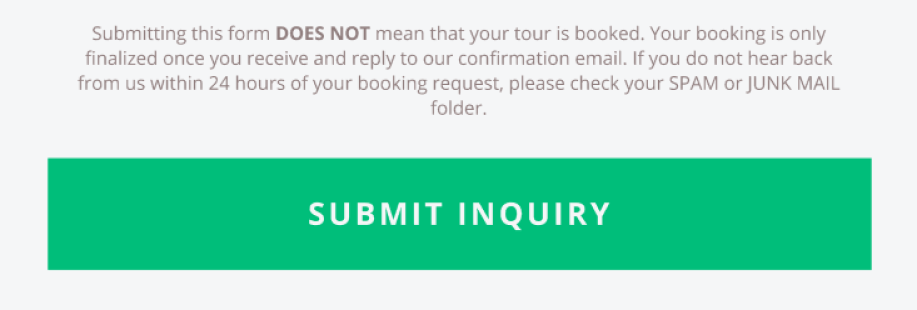 Submitting this form DOES NOT mean that your tour is booked. Your booking is only
finalized once you receive and reply to our confirmation email. If you do not hear back
from us within 24 hours of your booking request, please check your SPAM or JUNK MAIL
folder.
SUBMIT INQUIRY